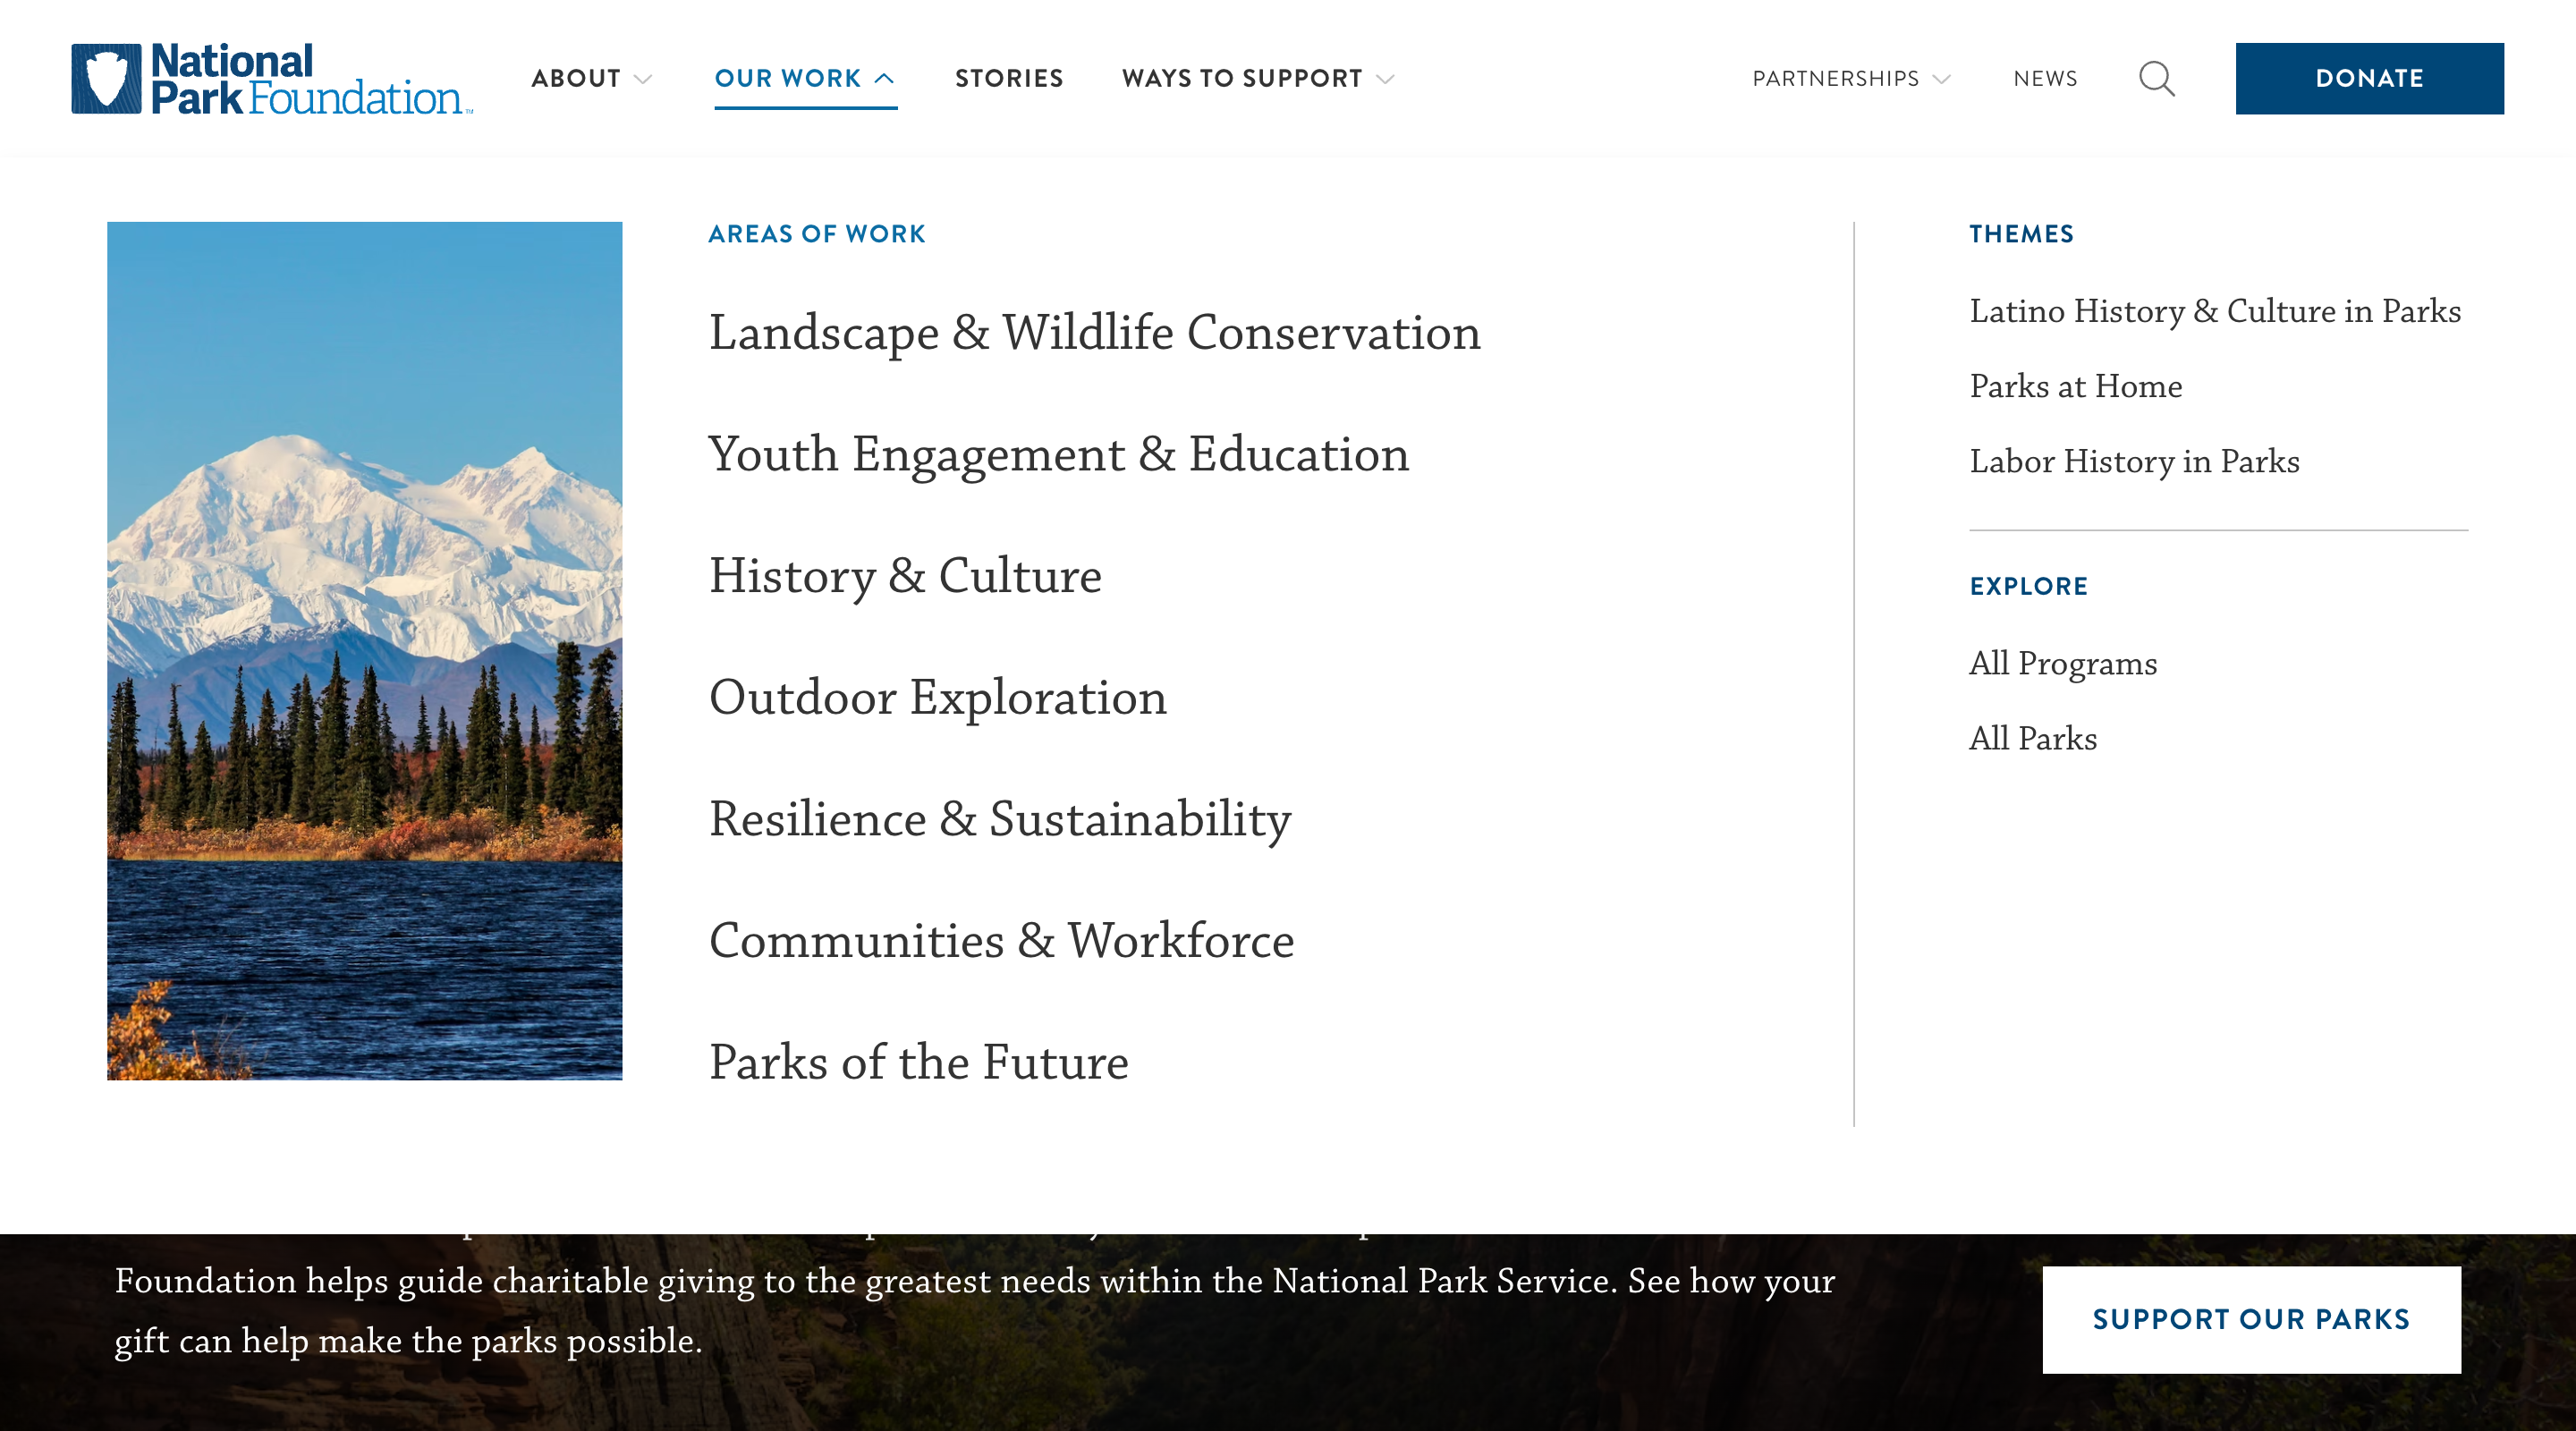 National
Park Foundation™
ABOUT
OUR WORK
STORIES
WAYS TO SUPPORT
PARTNERSHIPS
NEWS
DONATE
AREAS OF WORK
Landscape & Wildlife Conservation
Youth Engagement & Education
History & Culture
Outdoor Exploration
Resilience & Sustainability
Communities & Workforce
Parks of the Future
THEMES
Latino History & Culture in Parks
Parks at Home
Labor History in Parks
EXPLORE
All Programs
All Parks
Foundation helps guide charitable giving to the greatest needs within the National Park Service. See how your
gift can help make the parks possible.
SUPPORT OUR PARKS